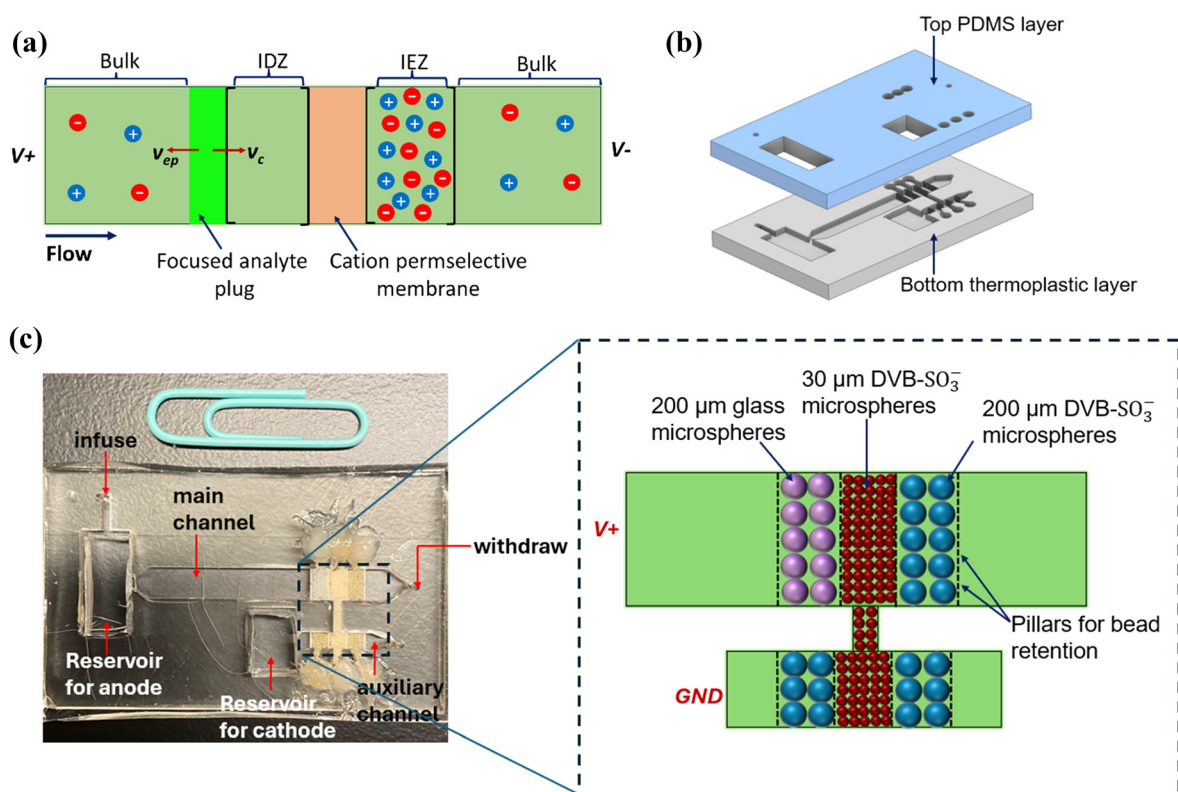 (a)
Bulk
IDZ
IEZ
Bulk
V+
v_ep
v_c
V-
Flow
Focused analyte
plug
Cation permselective
membrane
(b)
Top PDMS layer
Bottom thermoplastic layer
(c)
infuse
main
channel
withdraw
Reservoir
for anode
Reservoir
for cathode
auxiliary
channel
30 µm DVB-SO₃⁻
microspheres
200 µm glass
microspheres
200 µm DVB-SO₃⁻
microspheres
V+
Pillars for bead
retention
GND